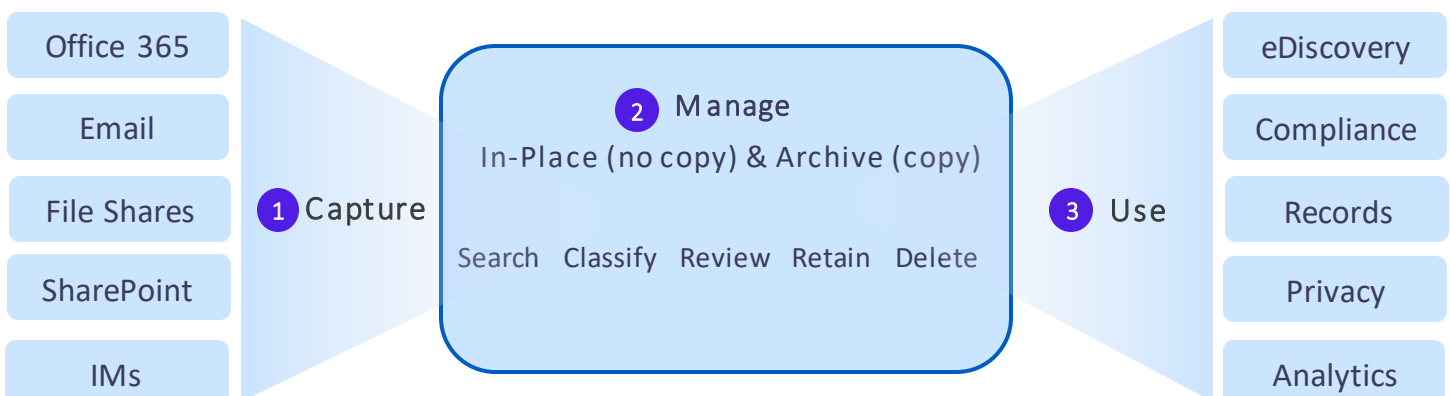 Office 365
Email
File Shares
SharePoint
IMs
1 Capture
2 Manage
In-Place (no copy) & Archive (copy)
Search Classify Review Retain Delete
3 Use
eDiscovery
Compliance
Records
Privacy
Analytics